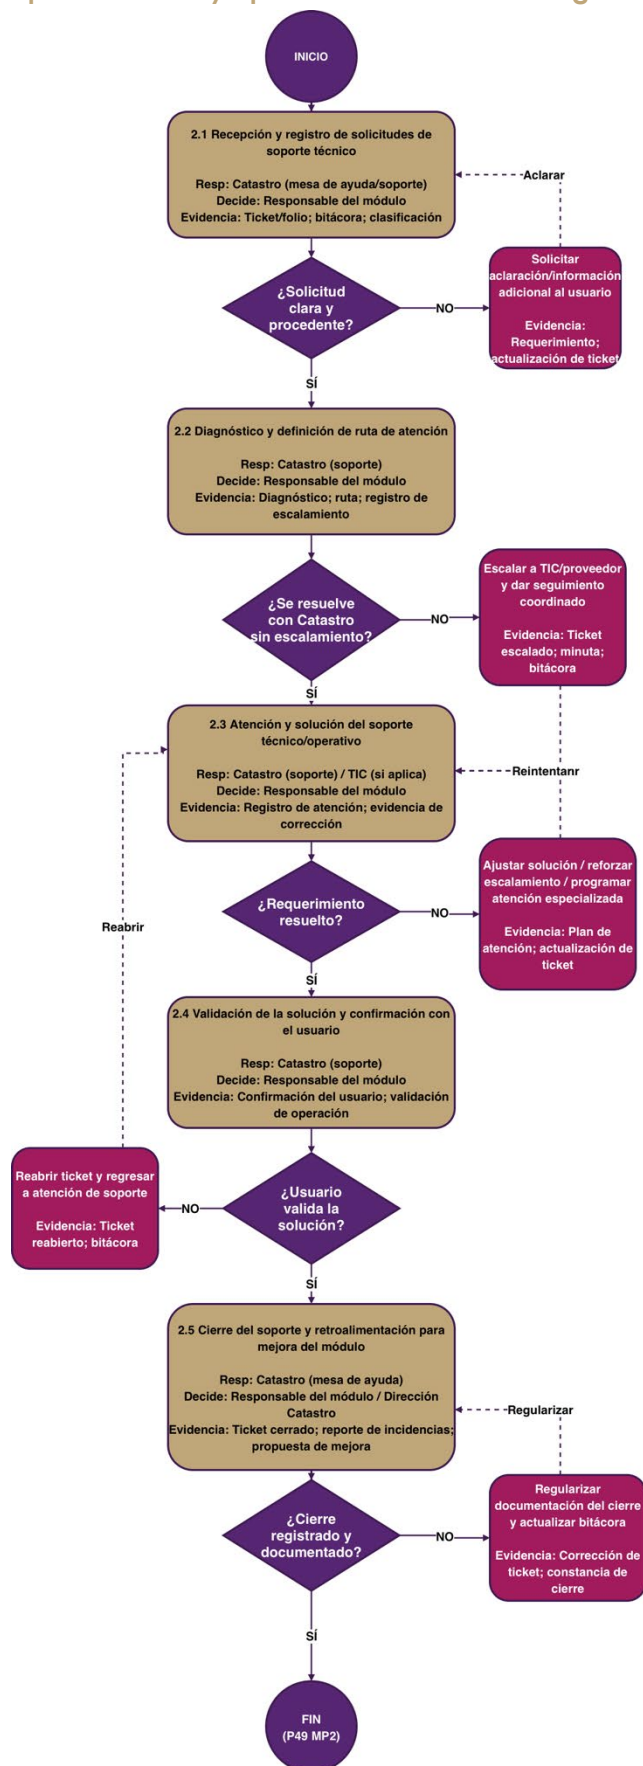 INICIO
2.1 Recepción y registro de solicitudes de
soporte técnico
Resp: Catastro (mesa de ayuda/soporte)
Decide: Responsable del módulo
Evidencia: Ticket/folio; bitácora; clasificación
Aclarar
¿Solicitud
clara y
procedente?
NO
Solicitar
aclaración/información
adicional al usuario
Evidencia:
Requerimiento;
actualización de ticket
SÍ
2.2 Diagnóstico y definición de ruta de atención
Resp: Catastro (soporte)
Decide: Responsable del módulo
Evidencia: Diagnóstico; ruta; registro de
escalamiento
¿Se resuelve
con Catastro
sin escalamiento?
NO
Escalar a TIC/proveedor
y dar seguimiento
coordinado
Evidencia: Ticket
escalado; minuta;
bitácora
SÍ
2.3 Atención y solución del soporte
técnico/operativo
Resp: Catastro (soporte) / TIC (si aplica)
Decide: Responsable del módulo
Evidencia: Registro de atención; evidencia de
corrección
Reintentanr
¿Requerimiento
resuelto?
NO
Ajustar solución / reforzar
escalamiento / programar
atención especializada
Evidencia: Plan de
atención; actualización de
ticket
Reabrir
SÍ
2.4 Validación de la solución y confirmación con
el usuario
Resp: Catastro (soporte)
Decide: Responsable del módulo
Evidencia: Confirmación del usuario; validación
de operación
¿Usuario
valida la
solución?
NO
Reabrir ticket y regresar
a atención de soporte
Evidencia: Ticket
reabierto; bitácora
SÍ
2.5 Cierre del soporte y retroalimentación para
mejora del módulo
Resp: Catastro (mesa de ayuda)
Decide: Responsable del módulo / Dirección
Catastro
Evidencia: Ticket cerrado; reporte de incidencias;
propuesta de mejora
Regularizar
¿Cierre
registrado y
documentado?
NO
Regularizar
documentación del cierre
y actualizar bitácora
Evidencia: Corrección de
ticket; constancia de
cierre
SÍ
FIN
(P49 MP2)